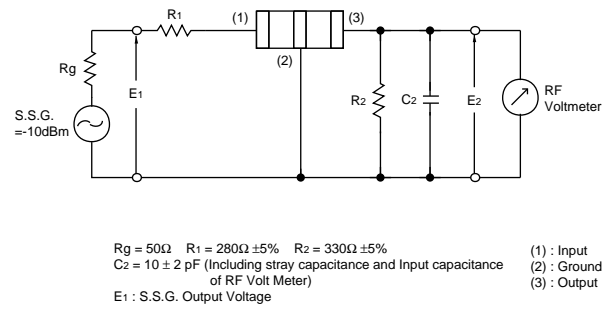 R1
(1)
(3)
(2)
Rg
S.S.G.
=-10dBm
E1
R2
C2
E2
RF
Voltmeter
Rg = 50Ω R1 = 280Ω ±5% R2 = 330Ω ±5%
C2 = 10 ± 2 pF (Including stray capacitance and Input capacitance
of RF Volt Meter)
E1 : S.S.G. Output Voltage
(1) : Input
(2) : Ground
(3) : Output